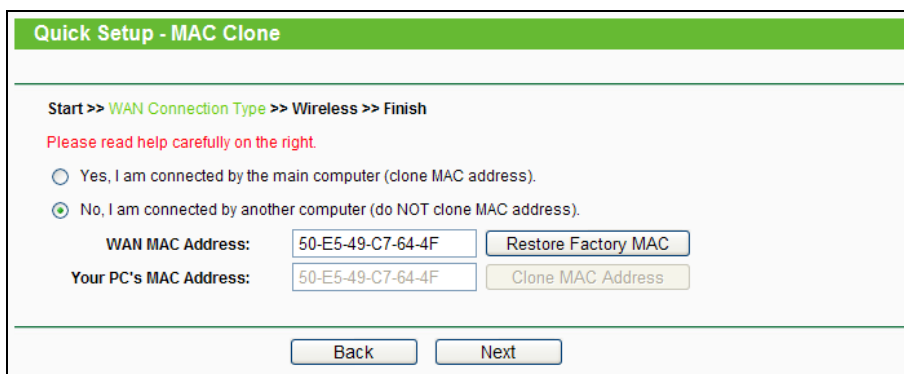 Quick Setup - MAC Clone
Start >> WAN Connection Type >> Wireless >> Finish
Please read help carefully on the right.
Yes, I am connected by the main computer (clone MAC address).
No, I am connected by another computer (do NOT clone MAC address).
WAN MAC Address: 50-E5-49-C7-64-4F Restore Factory MAC
Your PC's MAC Address: 50-E5-49-C7-64-4F Clone MAC Address
Back Next